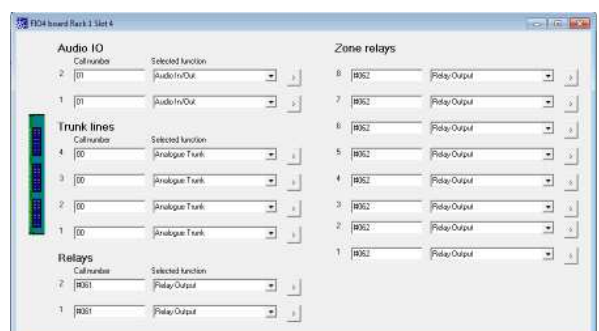 FIO4 board Rack 1 Slot 4
Audio IO
Call number Selected function
2 01 Audio In/Out
1 01 Audio In/Out
Trunk lines
Call number Selected function
4 00 Analogue Trunk
3 00 Analogue Trunk
2 00 Analogue Trunk
1 00 Analogue Trunk
Relays
Call number Selected function
2 #061 Relay Output
1 #061 Relay Output
Zone relays
8 #062 Relay Output
7 #062 Relay Output
6 #062 Relay Output
5 #062 Relay Output
4 #062 Relay Output
3 #062 Relay Output
2 #062 Relay Output
1 #062 Relay Output